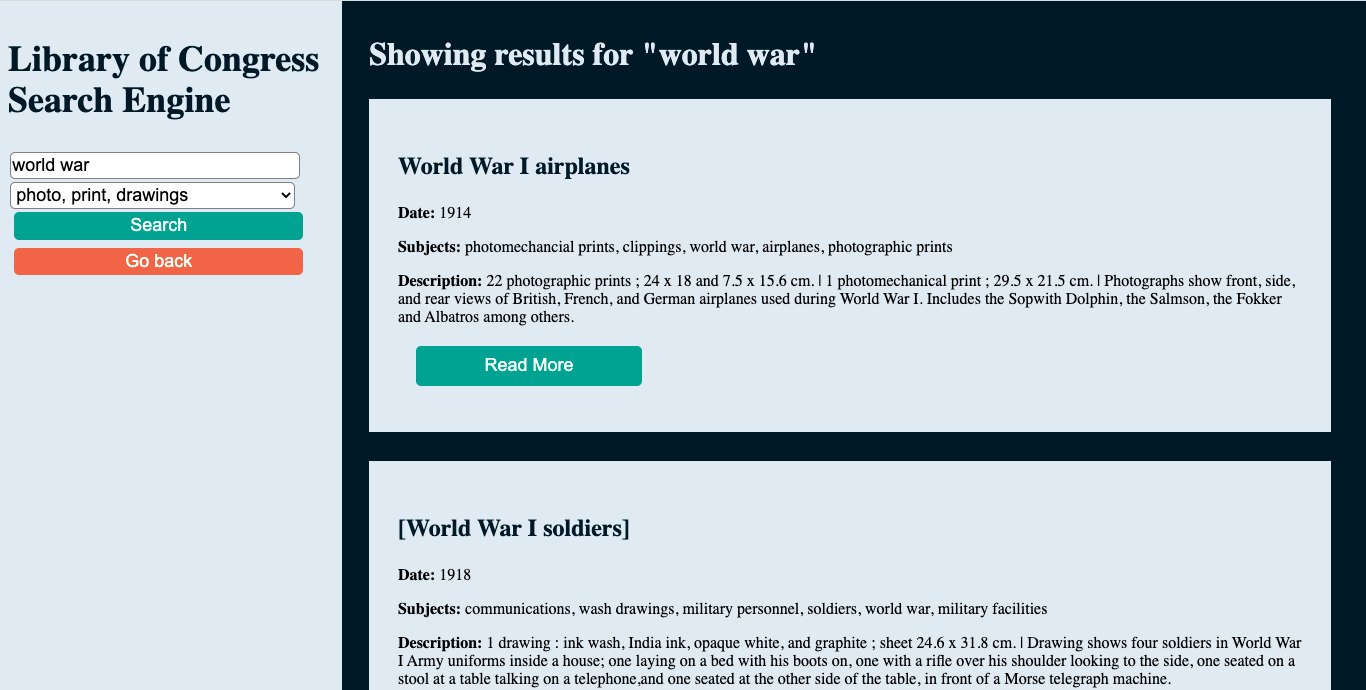 Library of Congress
Search Engine
world war
photo, print, drawings
Search
Go back
Showing results for "world war"
World War I airplanes
Date: 1914
Subjects: photomechancial prints, clippings, world war, airplanes, photographic prints
Description: 22 photographic prints ; 24 x 18 and 7.5 x 15.6 cm. | 1 photomechanical print ; 29.5 x 21.5 cm. | Photographs show front, side,
and rear views of British, French, and German airplanes used during World War I. Includes the Sopwith Dolphin, the Salmson, the Fokker
and Albatros among others.
Read More
[World War I soldiers]
Date: 1918
Subjects: communications, wash drawings, military personnel, soldiers, world war, military facilities
Description: 1 drawing : ink wash, India ink, opaque white, and graphite ; sheet 24.6 x 31.8 cm. | Drawing shows four soldiers in World War
I Army uniforms inside a house; one laying on a bed with his boots on, one with a rifle over his shoulder looking to the side, one seated on a
stool at a table talking on a telephone,and one seated at the other side of the table, in front of a Morse telegraph machine.